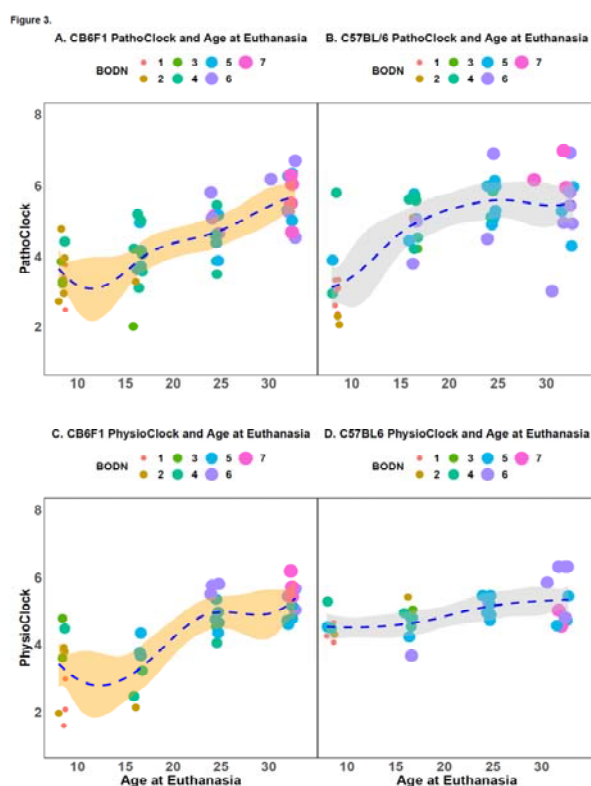 Figure 3.
A. CB6F1 PathoClock and Age at Euthanasia
B. C57BL/6 PathoClock and Age at Euthanasia
BODN 1 3 5 7
2 4 6
BODN 1 3 5 7
2 4 6
PathoClock
8
6
4
2
10 15 20 25 30
10 15 20 25 30
C. CB6F1 PhysioClock and Age at Euthanasia
D. C57BL6 PhysioClock and Age at Euthanasia
BODN 1 3 5 7
2 4 6
BODN 1 3 5 7
2 4 6
PhysioClock
8
6
4
2
10 15 20 25 30
10 15 20 25 30
Age at Euthanasia
Age at Euthanasia